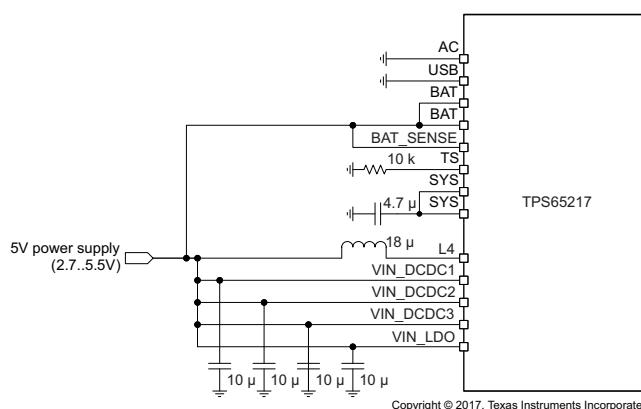 AC
USB
BAT
BAT
BAT_SENSE
10 k
TS
SYS
4.7 µ
SYS
TPS65217
5V power supply
(2.7..5.5V)
18 µ
L4
VIN_DCDC1
VIN_DCDC2
VIN_DCDC3
VIN_LDO
10 µ
10 µ
10 µ
10 µ
Copyright © 2017, Texas Instruments Incorporate